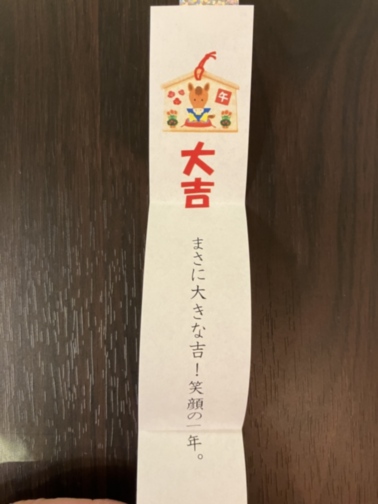 午
大吉
まさに大きな吉！笑顔の一年。